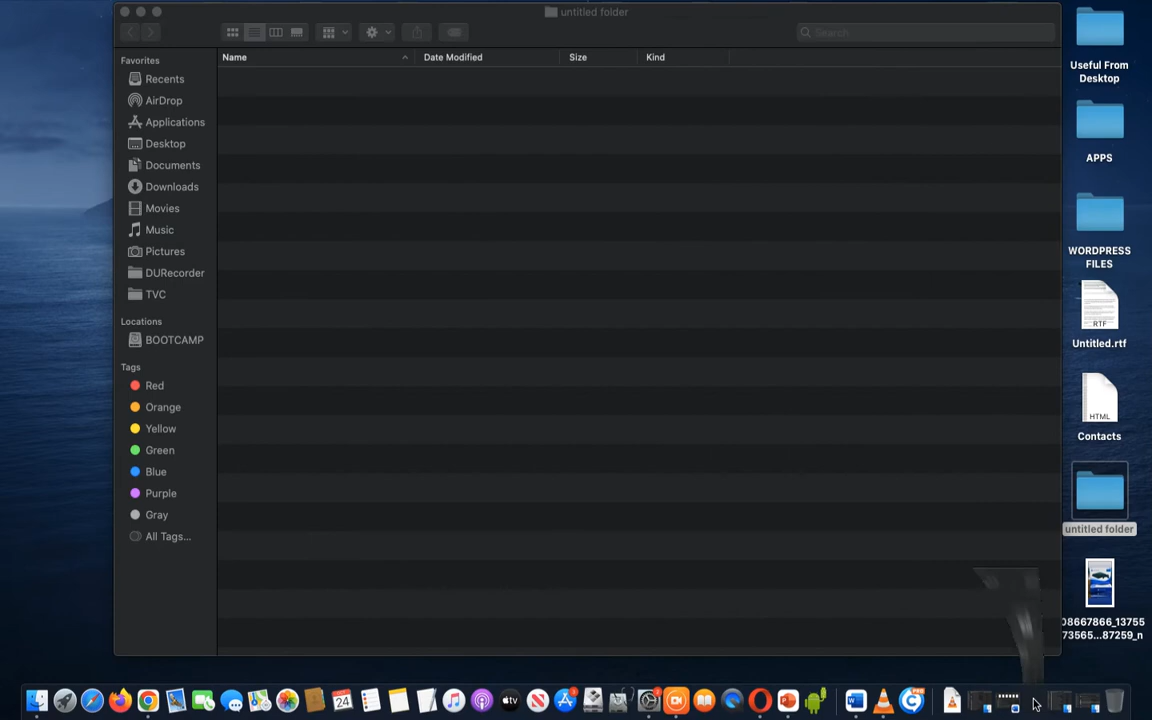 untitled folder
Search
Name
Date Modified
Size
Kind
Favorites
Recents
AirDrop
Applications
Desktop
Documents
Downloads
Movies
Music
Pictures
DURecorder
TVC
Locations
BOOTCAMP
Tags
Red
Orange
Yellow
Green
Blue
Purple
Gray
All Tags...
Useful From
Desktop
APPS
WORDPRESS
FILES
RTF
Untitled.rtf
HTML
Contacts
untitled folder
08667866_13755
73565...87259_n
24
tv
W
PRO